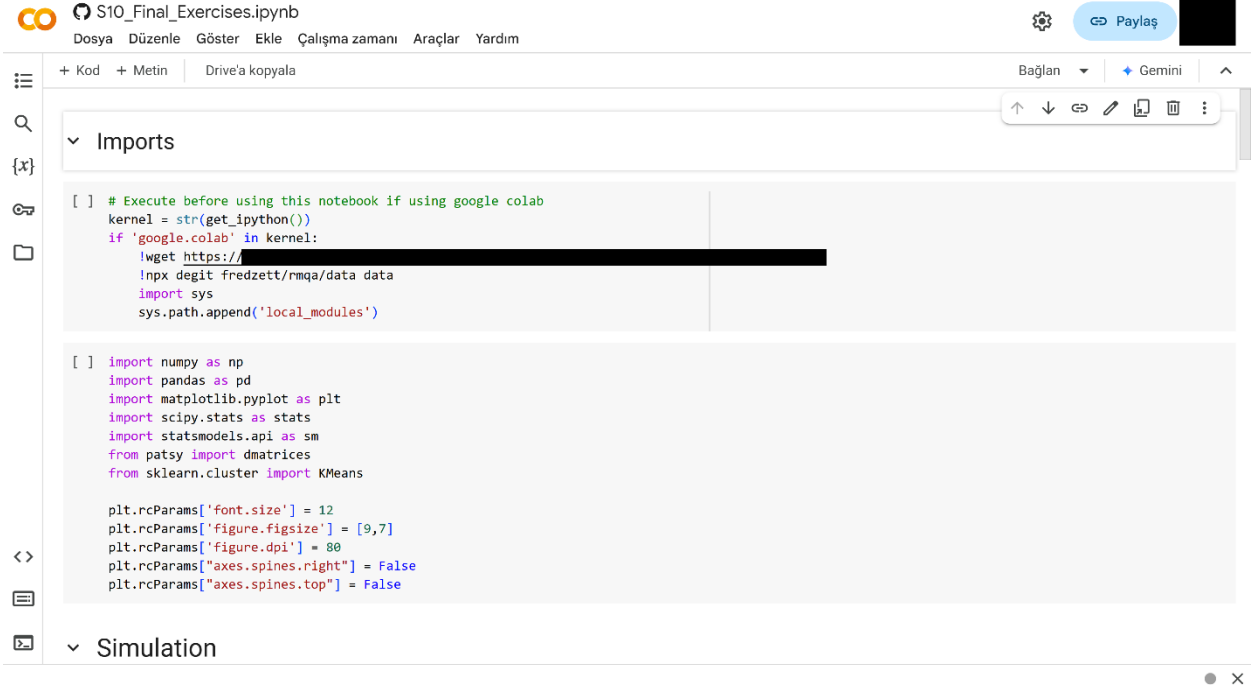 S10_Final_Exercises.ipynb
Paylaş
Dosya Düzenle Göster Ekle Çalışma zamanı Araçlar Yardım
+ Kod + Metin Drive'a kopyala Bağlan Gemini
Imports
[ ] # Execute before using this notebook if using google colab
kernel = str(get_ipython())
if 'google.colab' in kernel:
    !wget https://
    !npx degit fredzett/rmqa/data data
    import sys
    sys.path.append('local_modules')
[ ] import numpy as np
import pandas as pd
import matplotlib.pyplot as plt
import scipy.stats as stats
import statsmodels.api as sm
from patsy import dmatrices
from sklearn.cluster import KMeans
plt.rcParams['font.size'] = 12
plt.rcParams['figure.figsize'] = [9,7]
plt.rcParams['figure.dpi'] = 80
plt.rcParams["axes.spines.right"] = False
plt.rcParams["axes.spines.top"] = False
Simulation